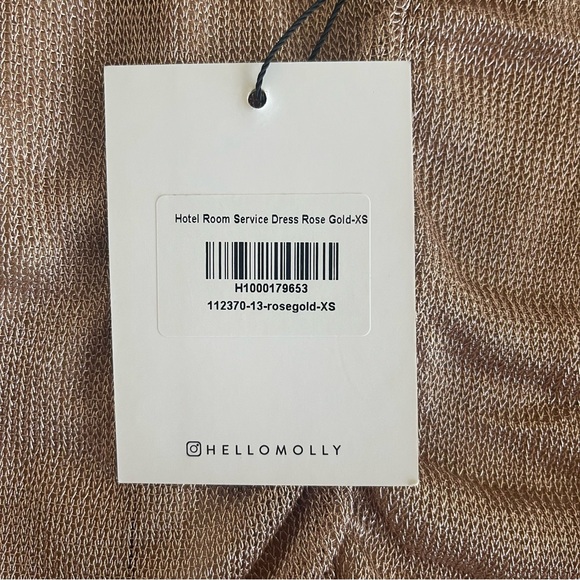 Hotel Room Service Dress Rose Gold-XS
H1000179653
112370-13-rosegold-XS
HELLOMOLLY